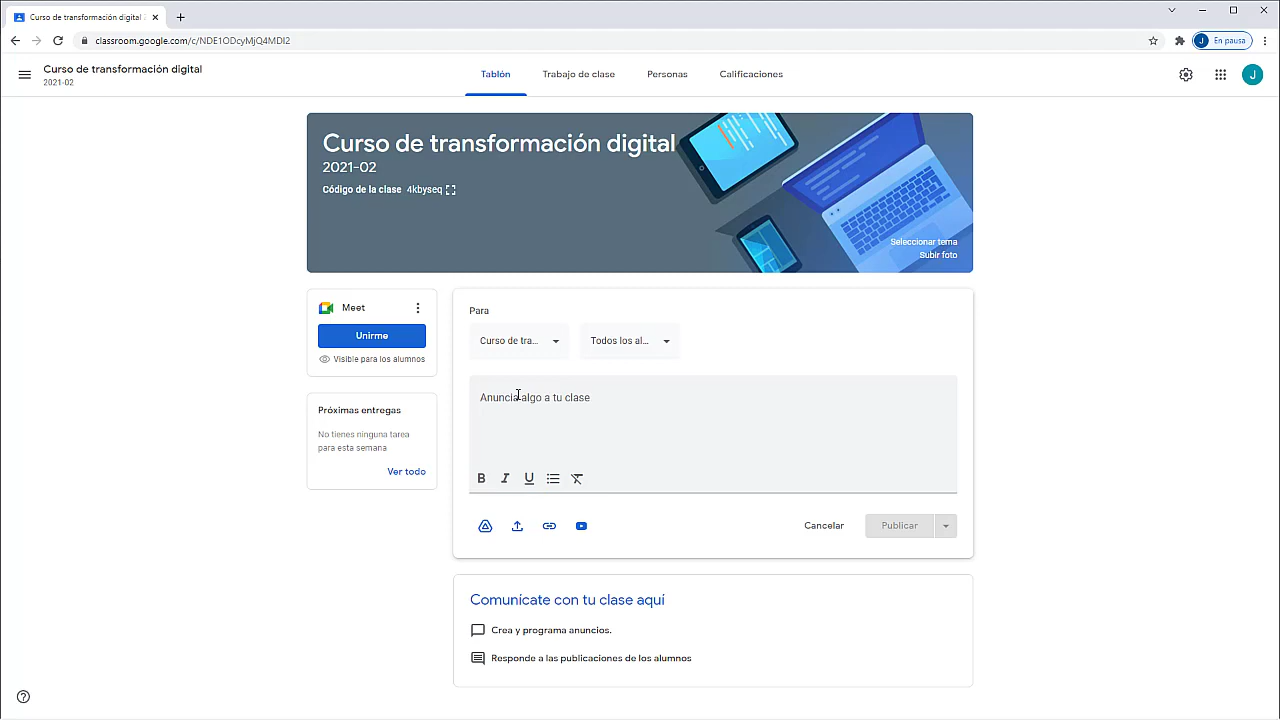 Curso de transformación digital
classroom.google.com/c/NDE1ODcyMjQ4MDI2
J
En pausa
Curso de transformación digital
2021-02
Tablón
Trabajo de clase
Personas
Calificaciones
J
Curso de transformación digital
2021-02
Código de la clase 4kbyseq
Seleccionar tema
Subir foto
Meet
Unirme
Visible para los alumnos
Próximas entregas
No tienes ninguna tarea
para esta semana
Ver todo
Para
Curso de tra...
Todos los al...
Anuncia algo a tu clase
B I U
Cancelar
Publicar
Comunícate con tu clase aquí
Crea y programa anuncios.
Responde a las publicaciones de los alumnos